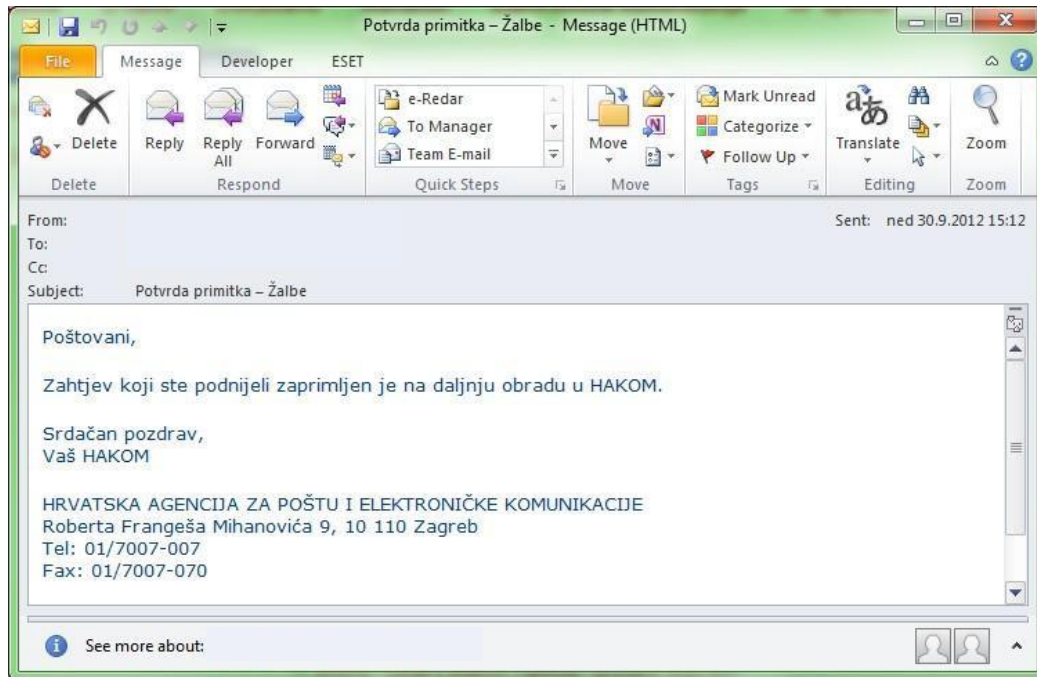 Potvrda primitka – Žalbe - Message (HTML)
File Message Developer ESET
Delete
Reply
Reply All
Forward
e-Redar
To Manager
Team E-mail
Move
Mark Unread
Categorize
Follow Up
Translate
Zoom
Delete Respond Quick Steps Move Tags Editing Zoom
From:
Sent: ned 30.9.2012 15:12
To:
Cc:
Subject: Potvrda primitka – Žalbe
Poštovani,
Zahtjev koji ste podnijeli zaprimljen je na daljnju obradu u HAKOM.
Srdačan pozdrav,
Vaš HAKOM
HRVATSKA AGENCIJA ZA POŠTU I ELEKTRONIČKE KOMUNIKACIJE
Roberta Frangeša Mihanovića 9, 10 110 Zagreb
Tel: 01/7007-007
Fax: 01/7007-070
See more about: